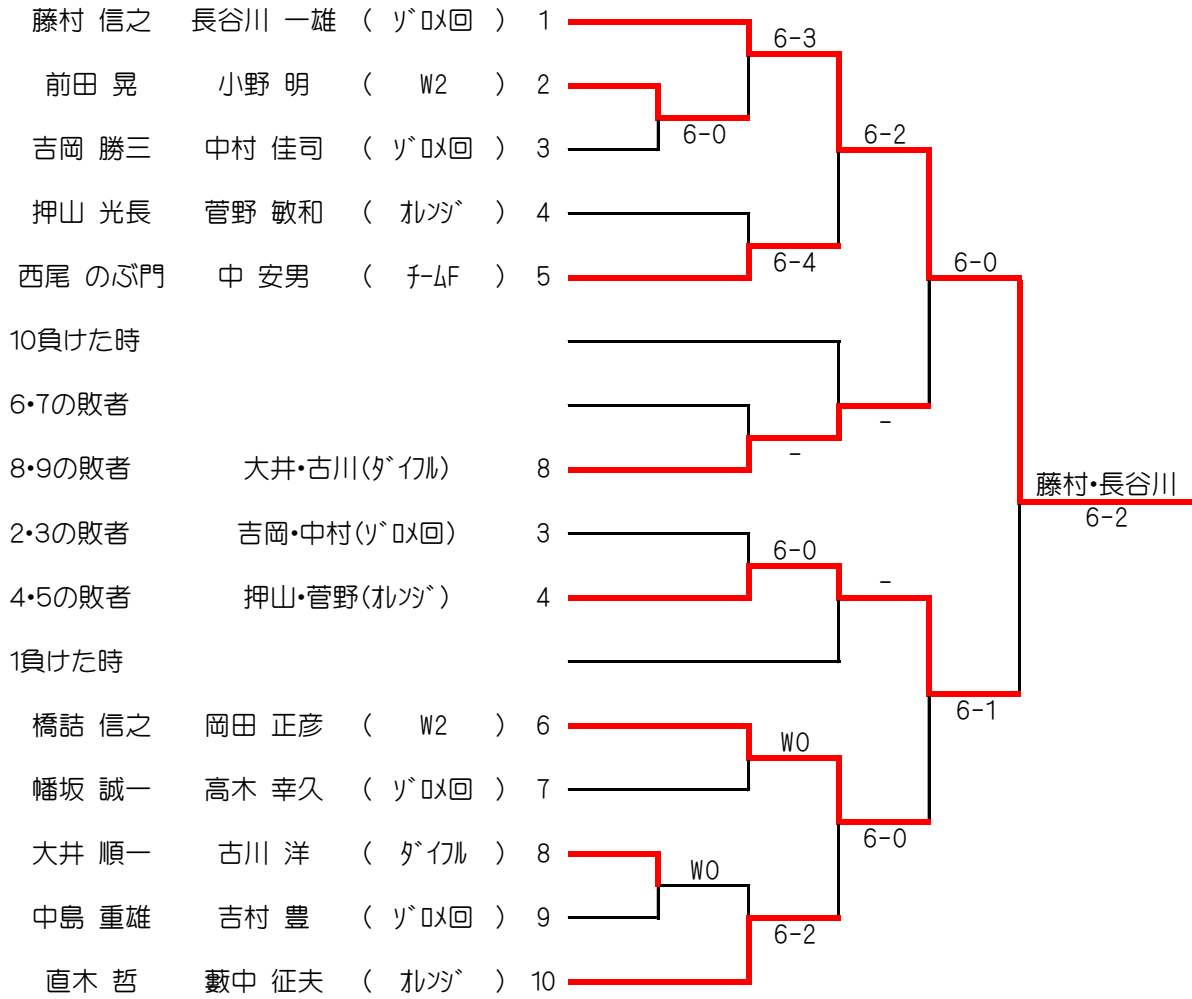 藤村 信之 長谷川 一雄 ( ゾロメ回 ) 1
6-3
前田 晃 小野 明 ( W2 ) 2
6-0
6-2
吉岡 勝三 中村 佳司 ( ゾロメ回 ) 3
押山 光長 菅野 敏和 ( オレンジ ) 4
6-4
6-0
西尾 のぶ門 中 安男 ( チームF ) 5
10負けた時
6・7の敗者
-
-
8・9の敗者 大井・古川(ダイフル) 8
藤村・長谷川
6-2
2・3の敗者 吉岡・中村(ゾロメ回) 3
6-0
-
4・5の敗者 押山・菅野(オレンジ) 4
1負けた時
6-1
橋詰 信之 岡田 正彦 ( W2 ) 6
WO
幡坂 誠一 高木 幸久 ( ゾロメ回 ) 7
6-0
大井 順一 古川 洋 ( ダイフル ) 8
WO
中島 重雄 吉村 豊 ( ゾロメ回 ) 9
6-2
直木 哲 藪中 征夫 ( オレンジ ) 10